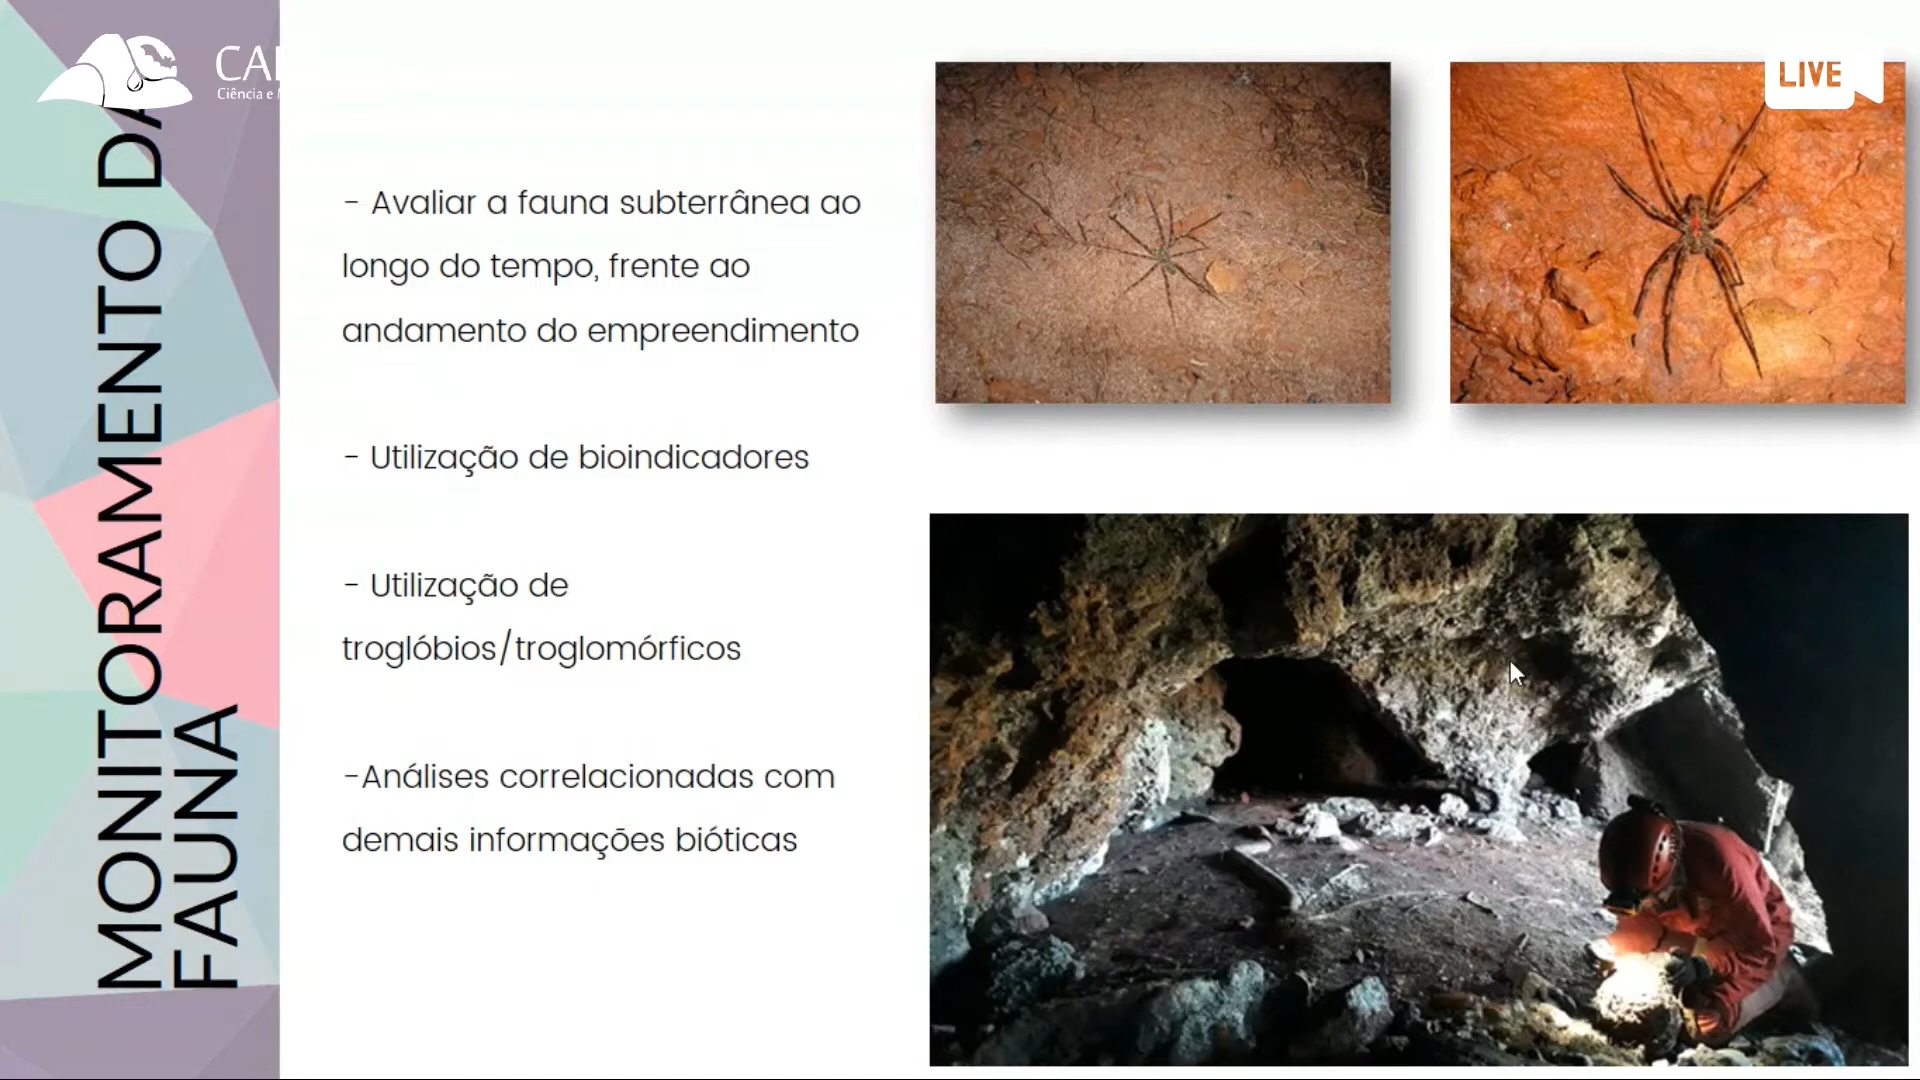 Ciência e
LIVE
MONITORAMENTO DA
FAUNA
- Avaliar a fauna subterrânea ao
longo do tempo, frente ao
andamento do empreendimento
- Utilização de bioindicadores
- Utilização de
troglóbios/troglomórficos
-Análises correlacionadas com
demais informações bióticas